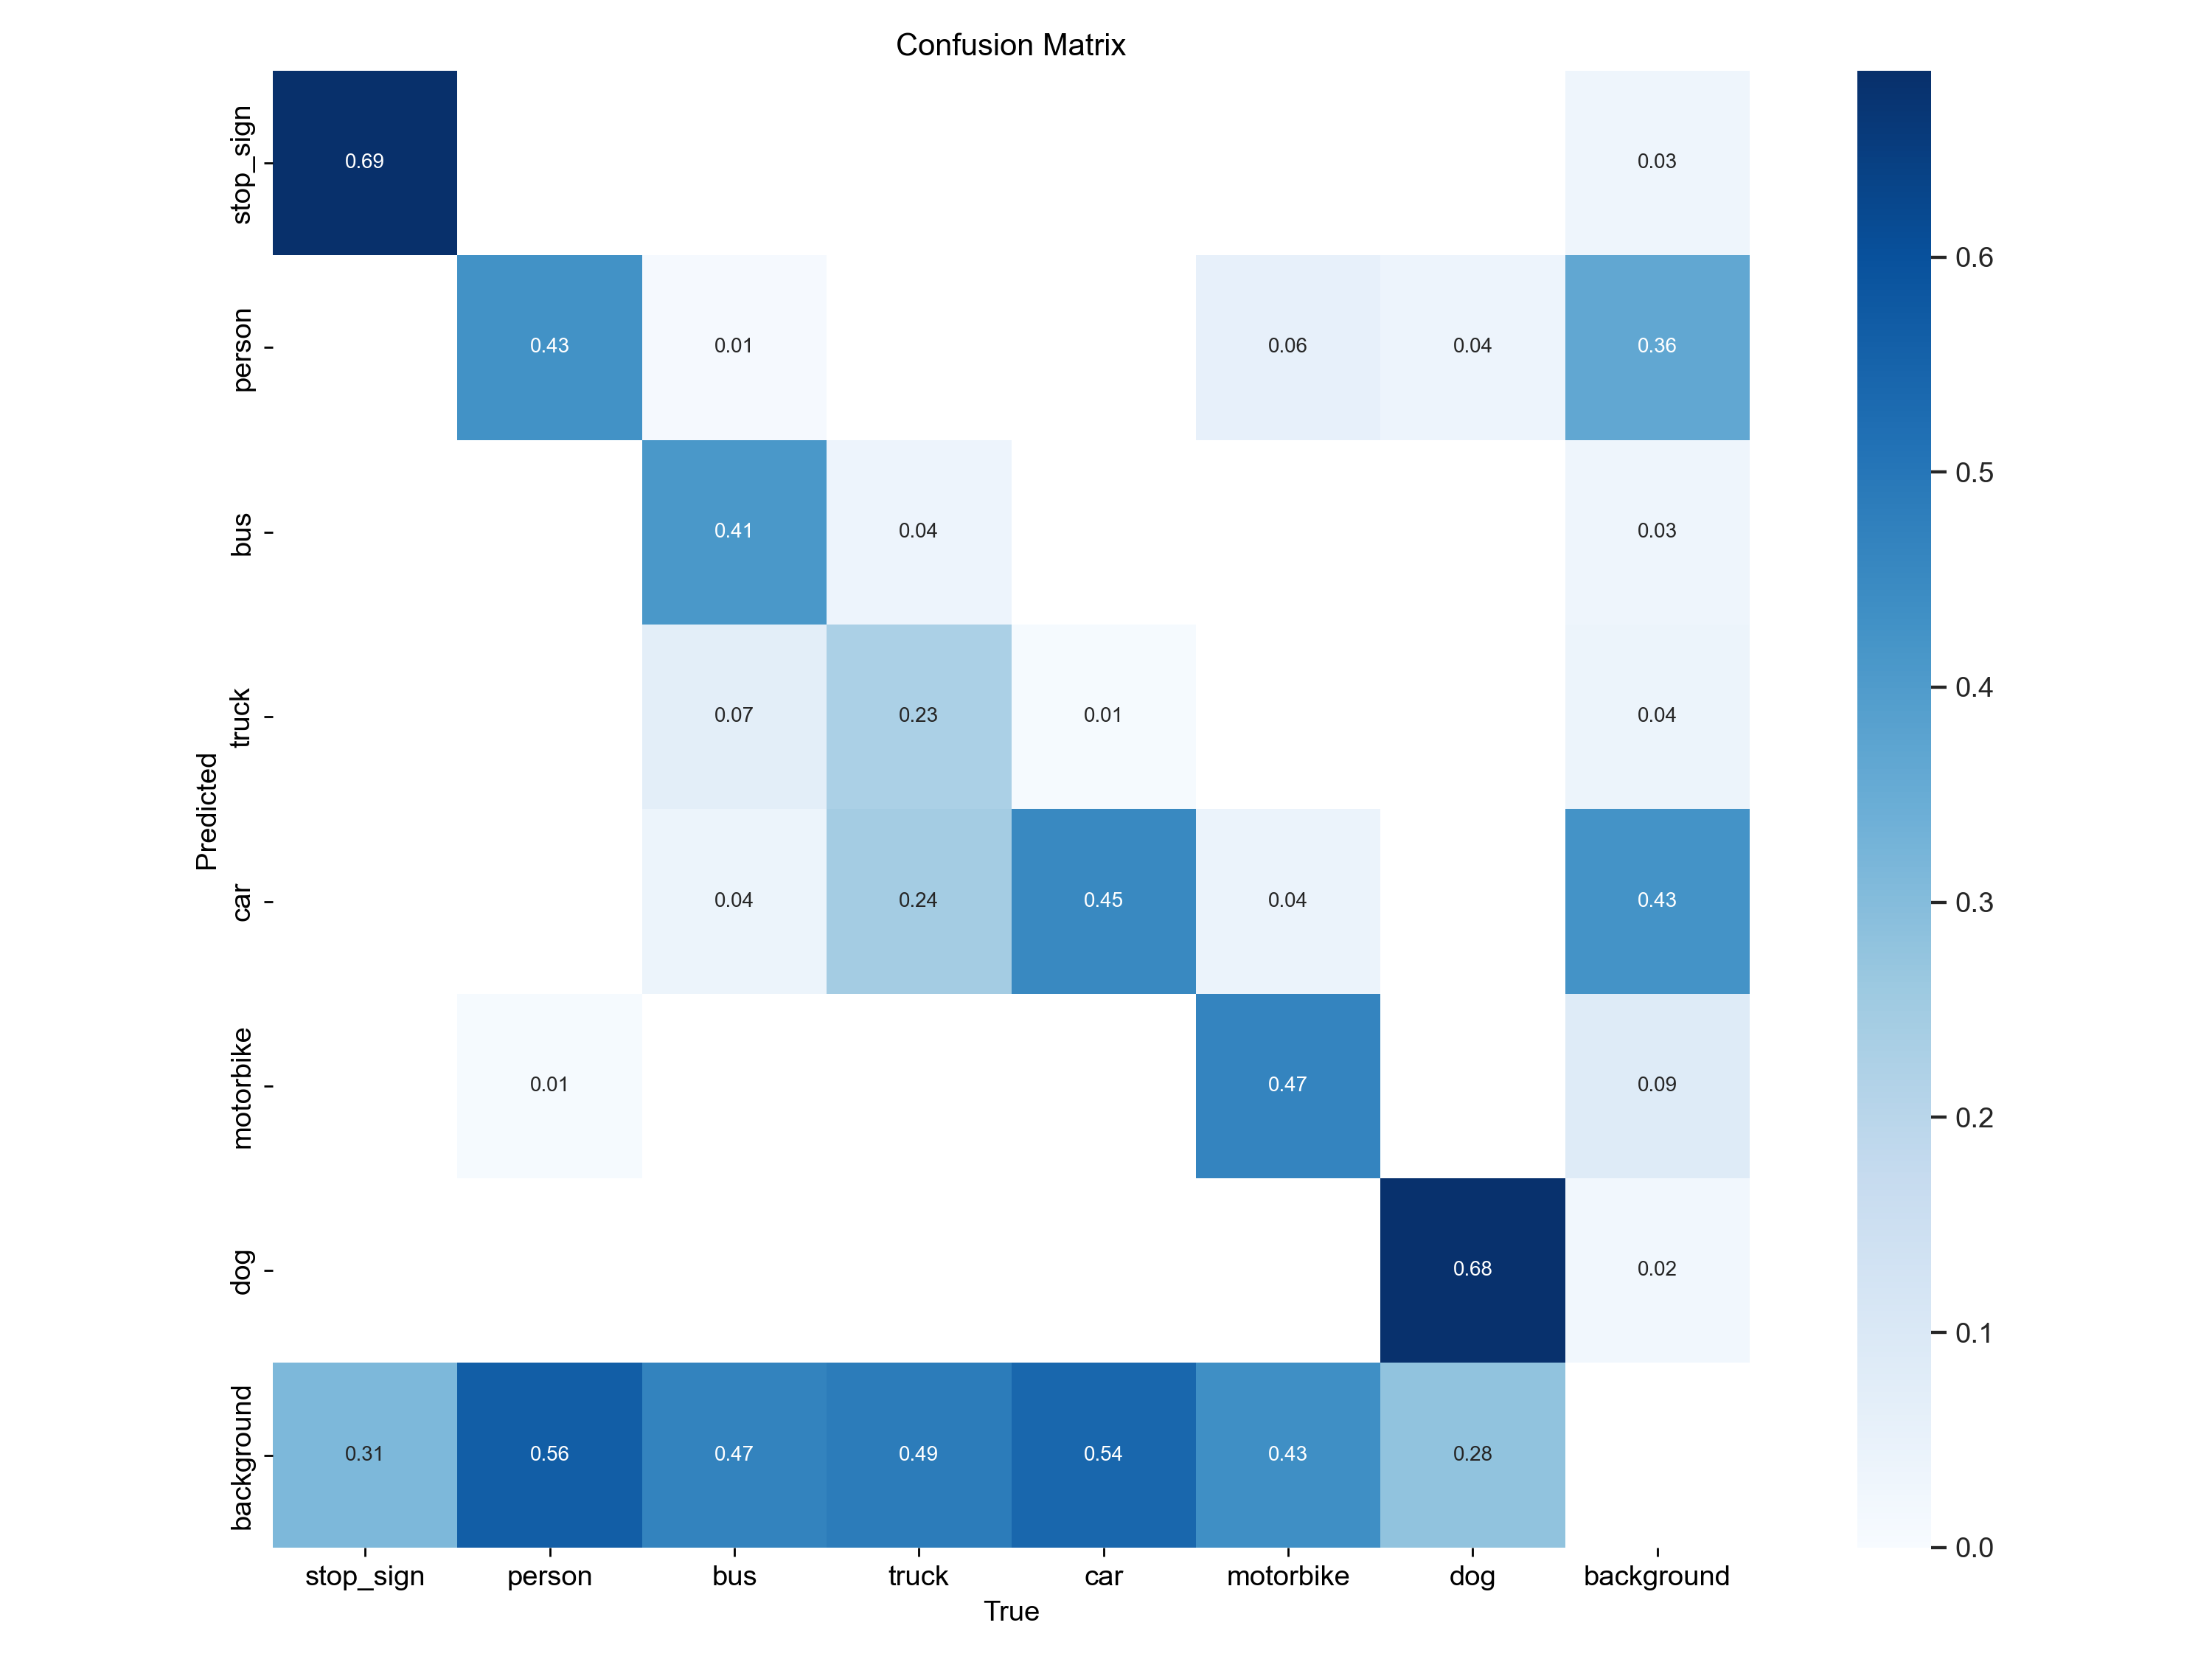 Confusion Matrix
stop_sign 0.69 0.03
person 0.43 0.01 0.06 0.04 0.36
bus 0.41 0.04 0.03
truck 0.07 0.23 0.01 0.04
car 0.04 0.24 0.45 0.04 0.43
motorbike 0.01 0.47 0.09
dog 0.68 0.02
background 0.31 0.56 0.47 0.49 0.54 0.43 0.28
Predicted
stop_sign person bus truck car motorbike dog background
True
0.6
0.5
0.4
0.3
0.2
0.1
0.0